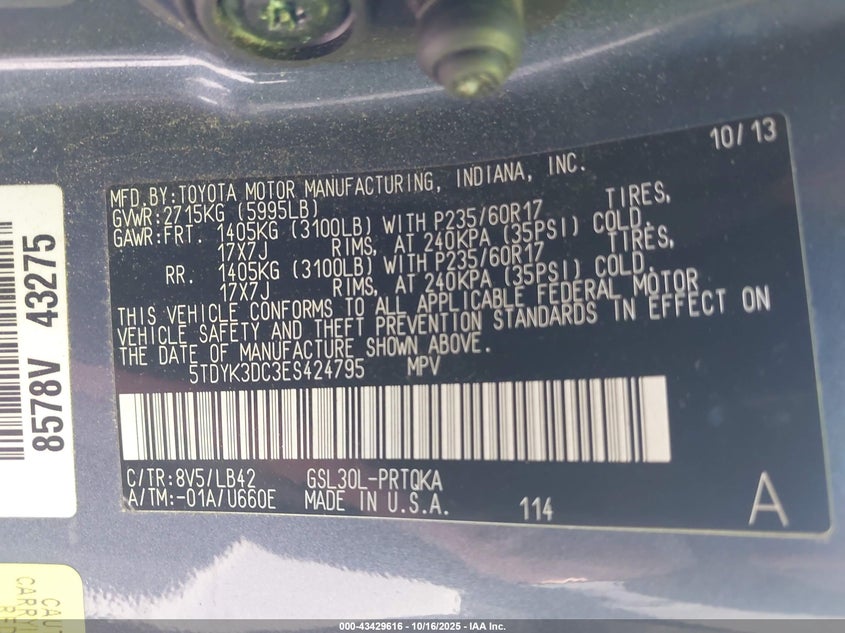 10/13
MFD.BY:TOYOTA MOTOR MANUFACTURING, INDIANA, INC.
GVWR:2715KG (5995LB)
GAWR:FRT. 1405KG (3100LB) WITH P235/60R17 TIRES,
17X7J RIMS, AT 240KPA (35PSI) COLD.
RR. 1405KG (3100LB) WITH P235/60R17 TIRES,
17X7J RIMS, AT 240KPA (35PSI) COLD.
THIS VEHICLE CONFORMS TO ALL APPLICABLE FEDERAL MOTOR
VEHICLE SAFETY AND THEFT PREVENTION STANDARDS IN EFFECT ON
THE DATE OF MANUFACTURE SHOWN ABOVE.
5TDYK3DC3ES424795 MPV
C/TR:8V5/LB42 GSL30L-PRTQKA
A/TM:-01A/U660E MADE IN U.S.A. 114 A
8578V 43275
000-43429616 - 10/16/2025 - IAA Inc.